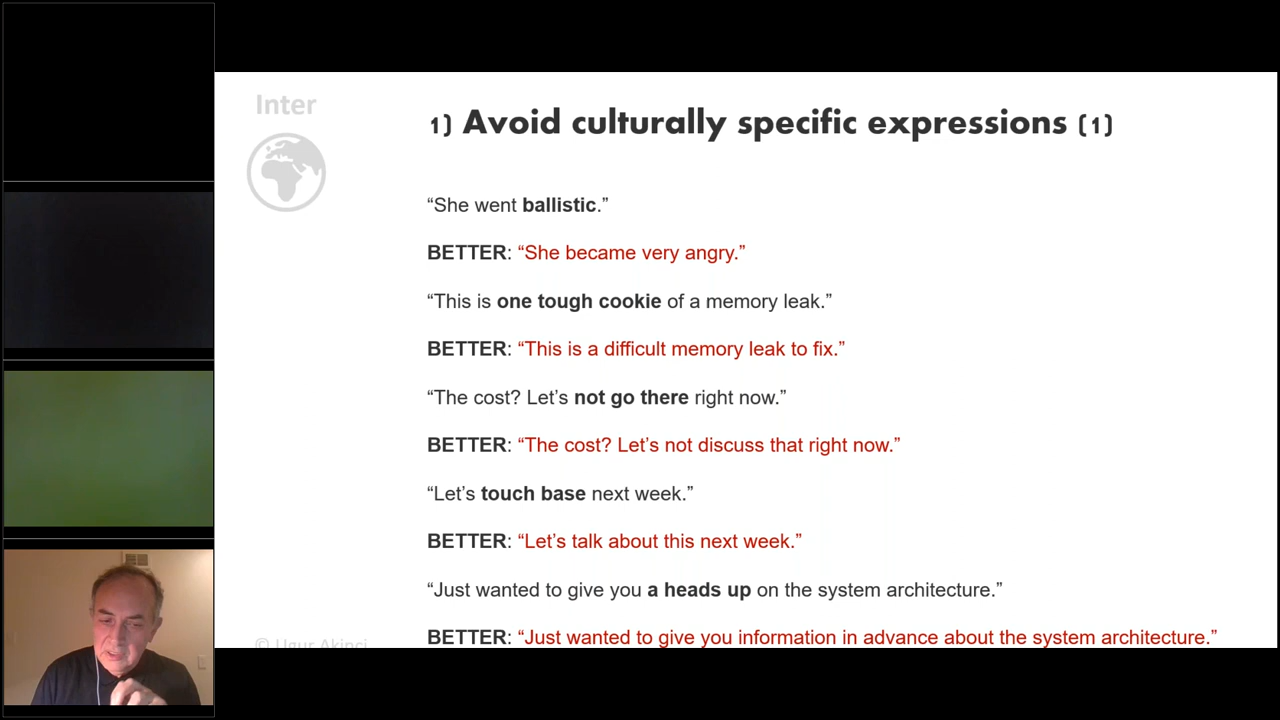 Inter
1) Avoid culturally specific expressions (1)
“She went ballistic.”
BETTER: “She became very angry.”
“This is one tough cookie of a memory leak.”
BETTER: “This is a difficult memory leak to fix.”
“The cost? Let’s not go there right now.”
BETTER: “The cost? Let’s not discuss that right now.”
“Let’s touch base next week.”
BETTER: “Let’s talk about this next week.”
“Just wanted to give you a heads up on the system architecture.”
BETTER: “Just wanted to give you information in advance about the system architecture.”
© Ugur Akinci